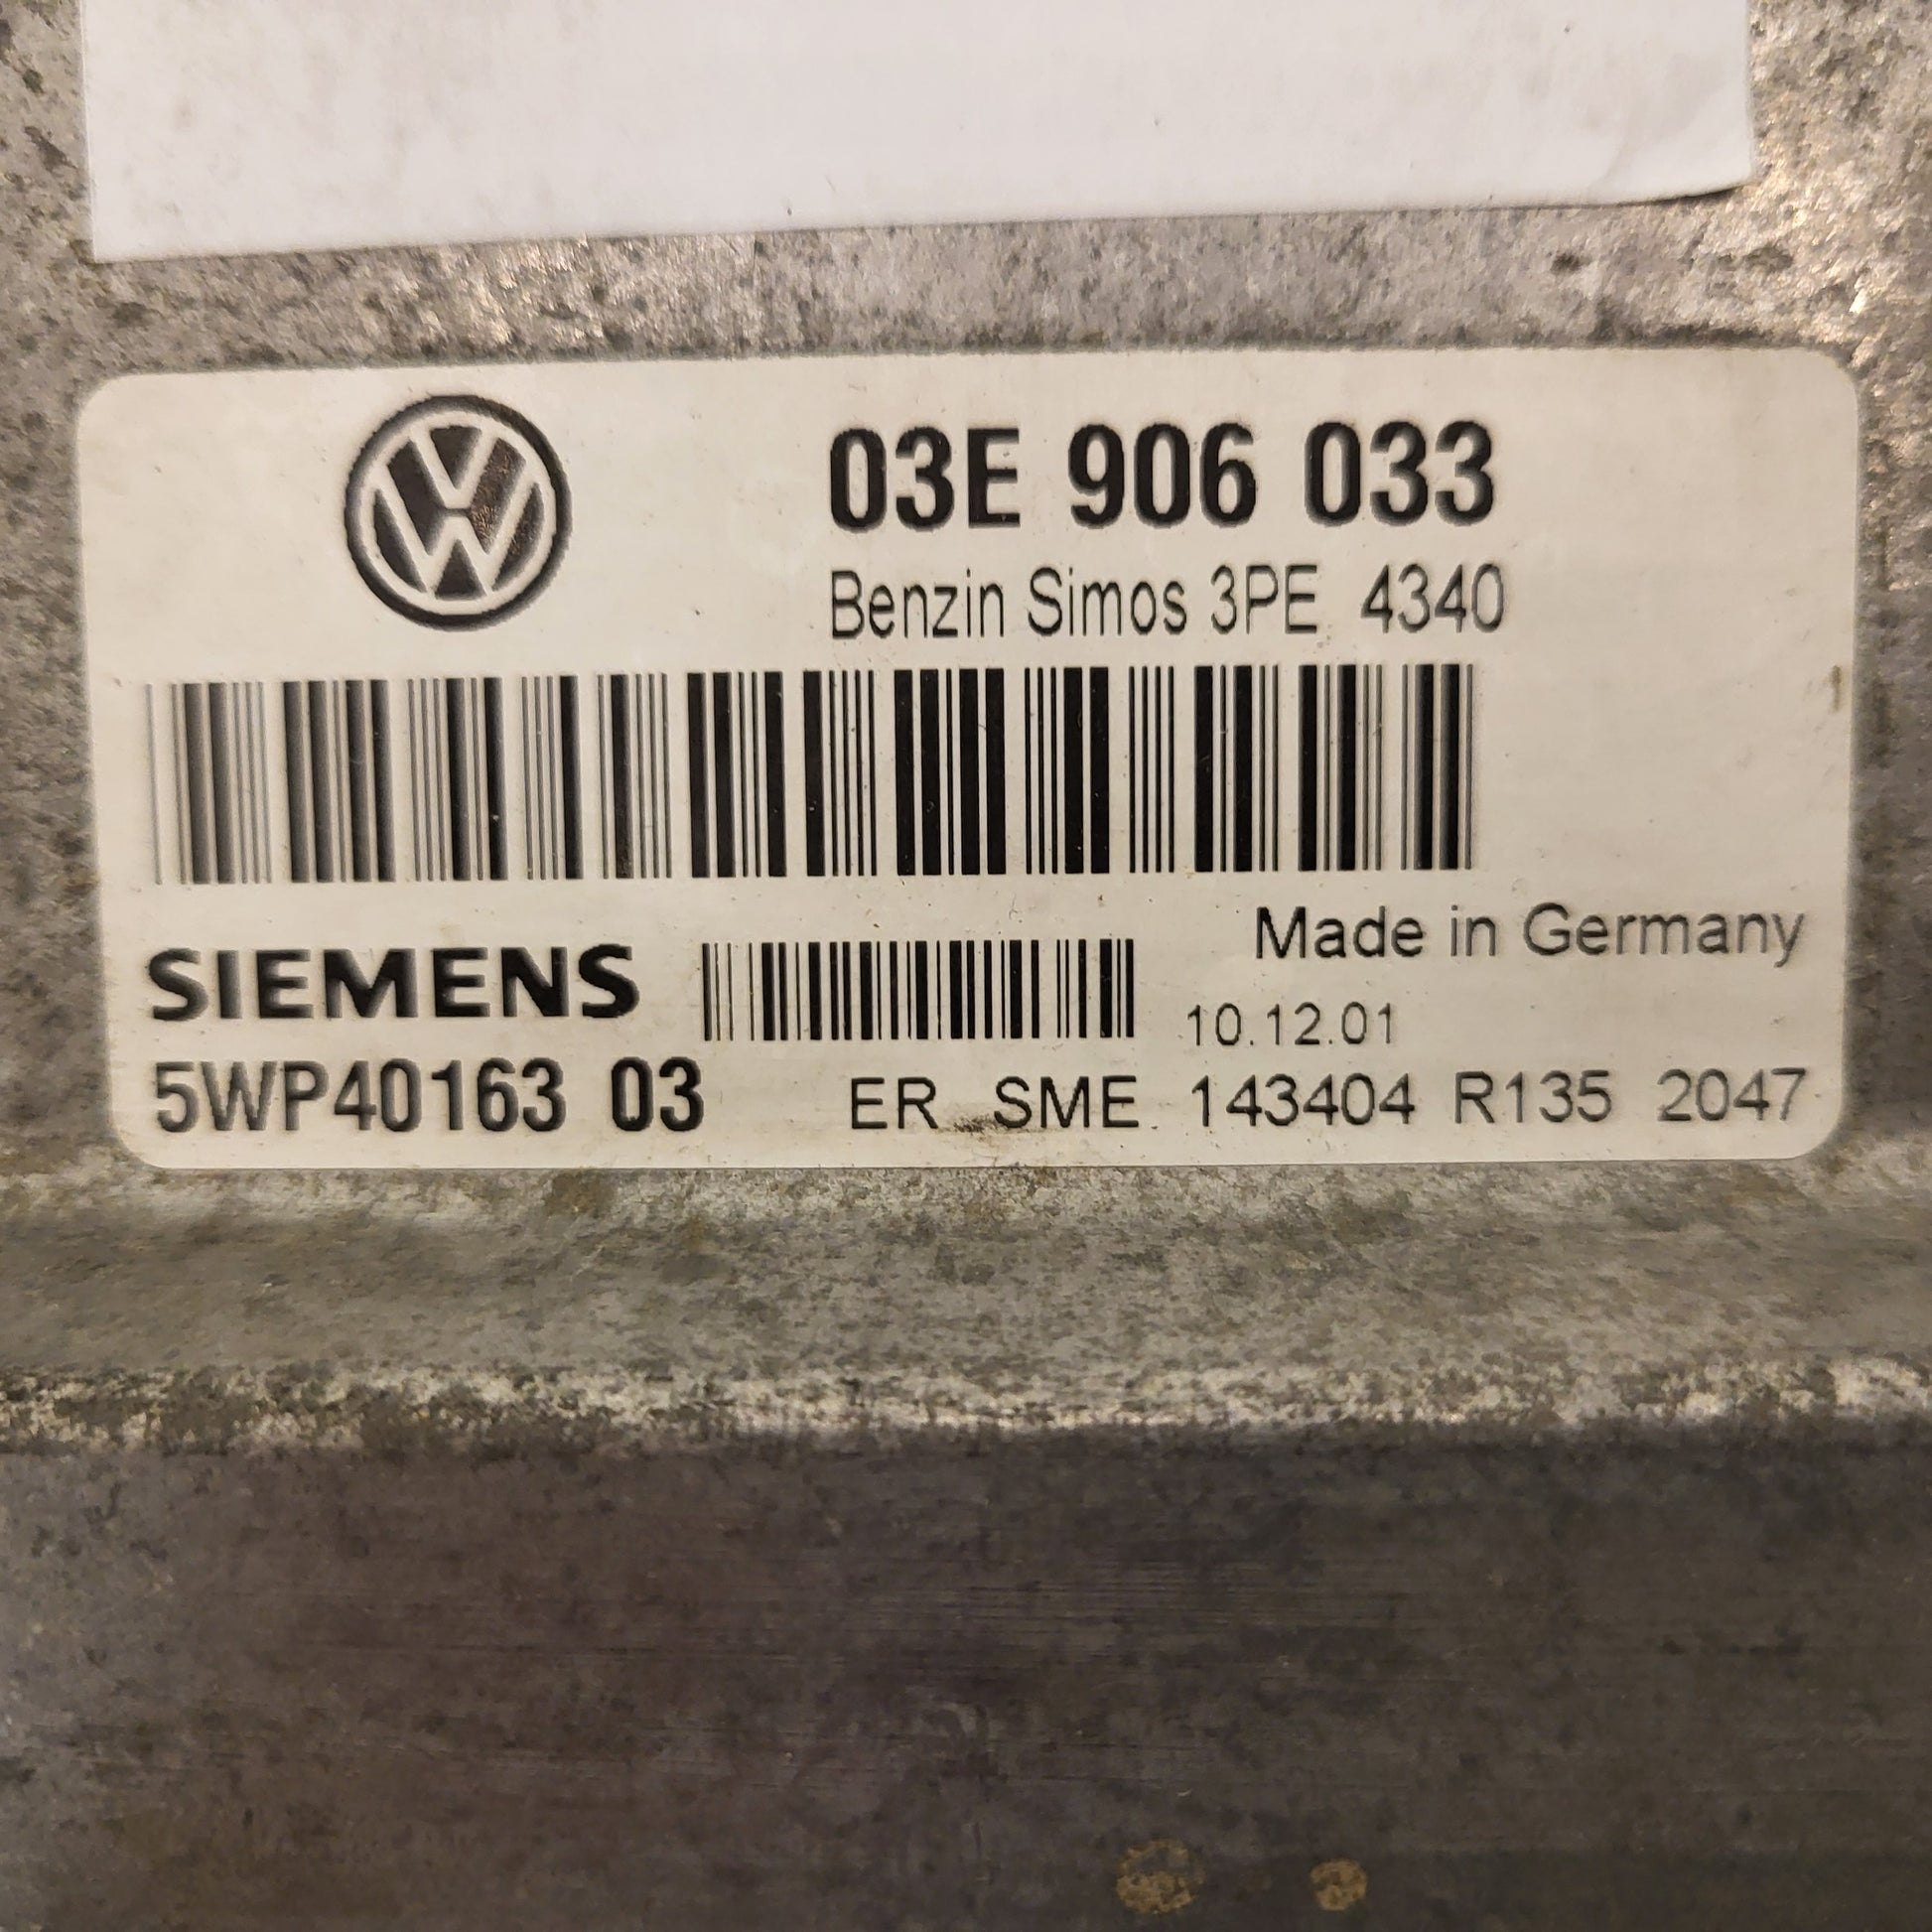 03E 906 033
Benzin Simos 3PE 4340
Made in Germany
SIEMENS
10.12.01
5WP40163 03 ER SME 143404 R135 2047